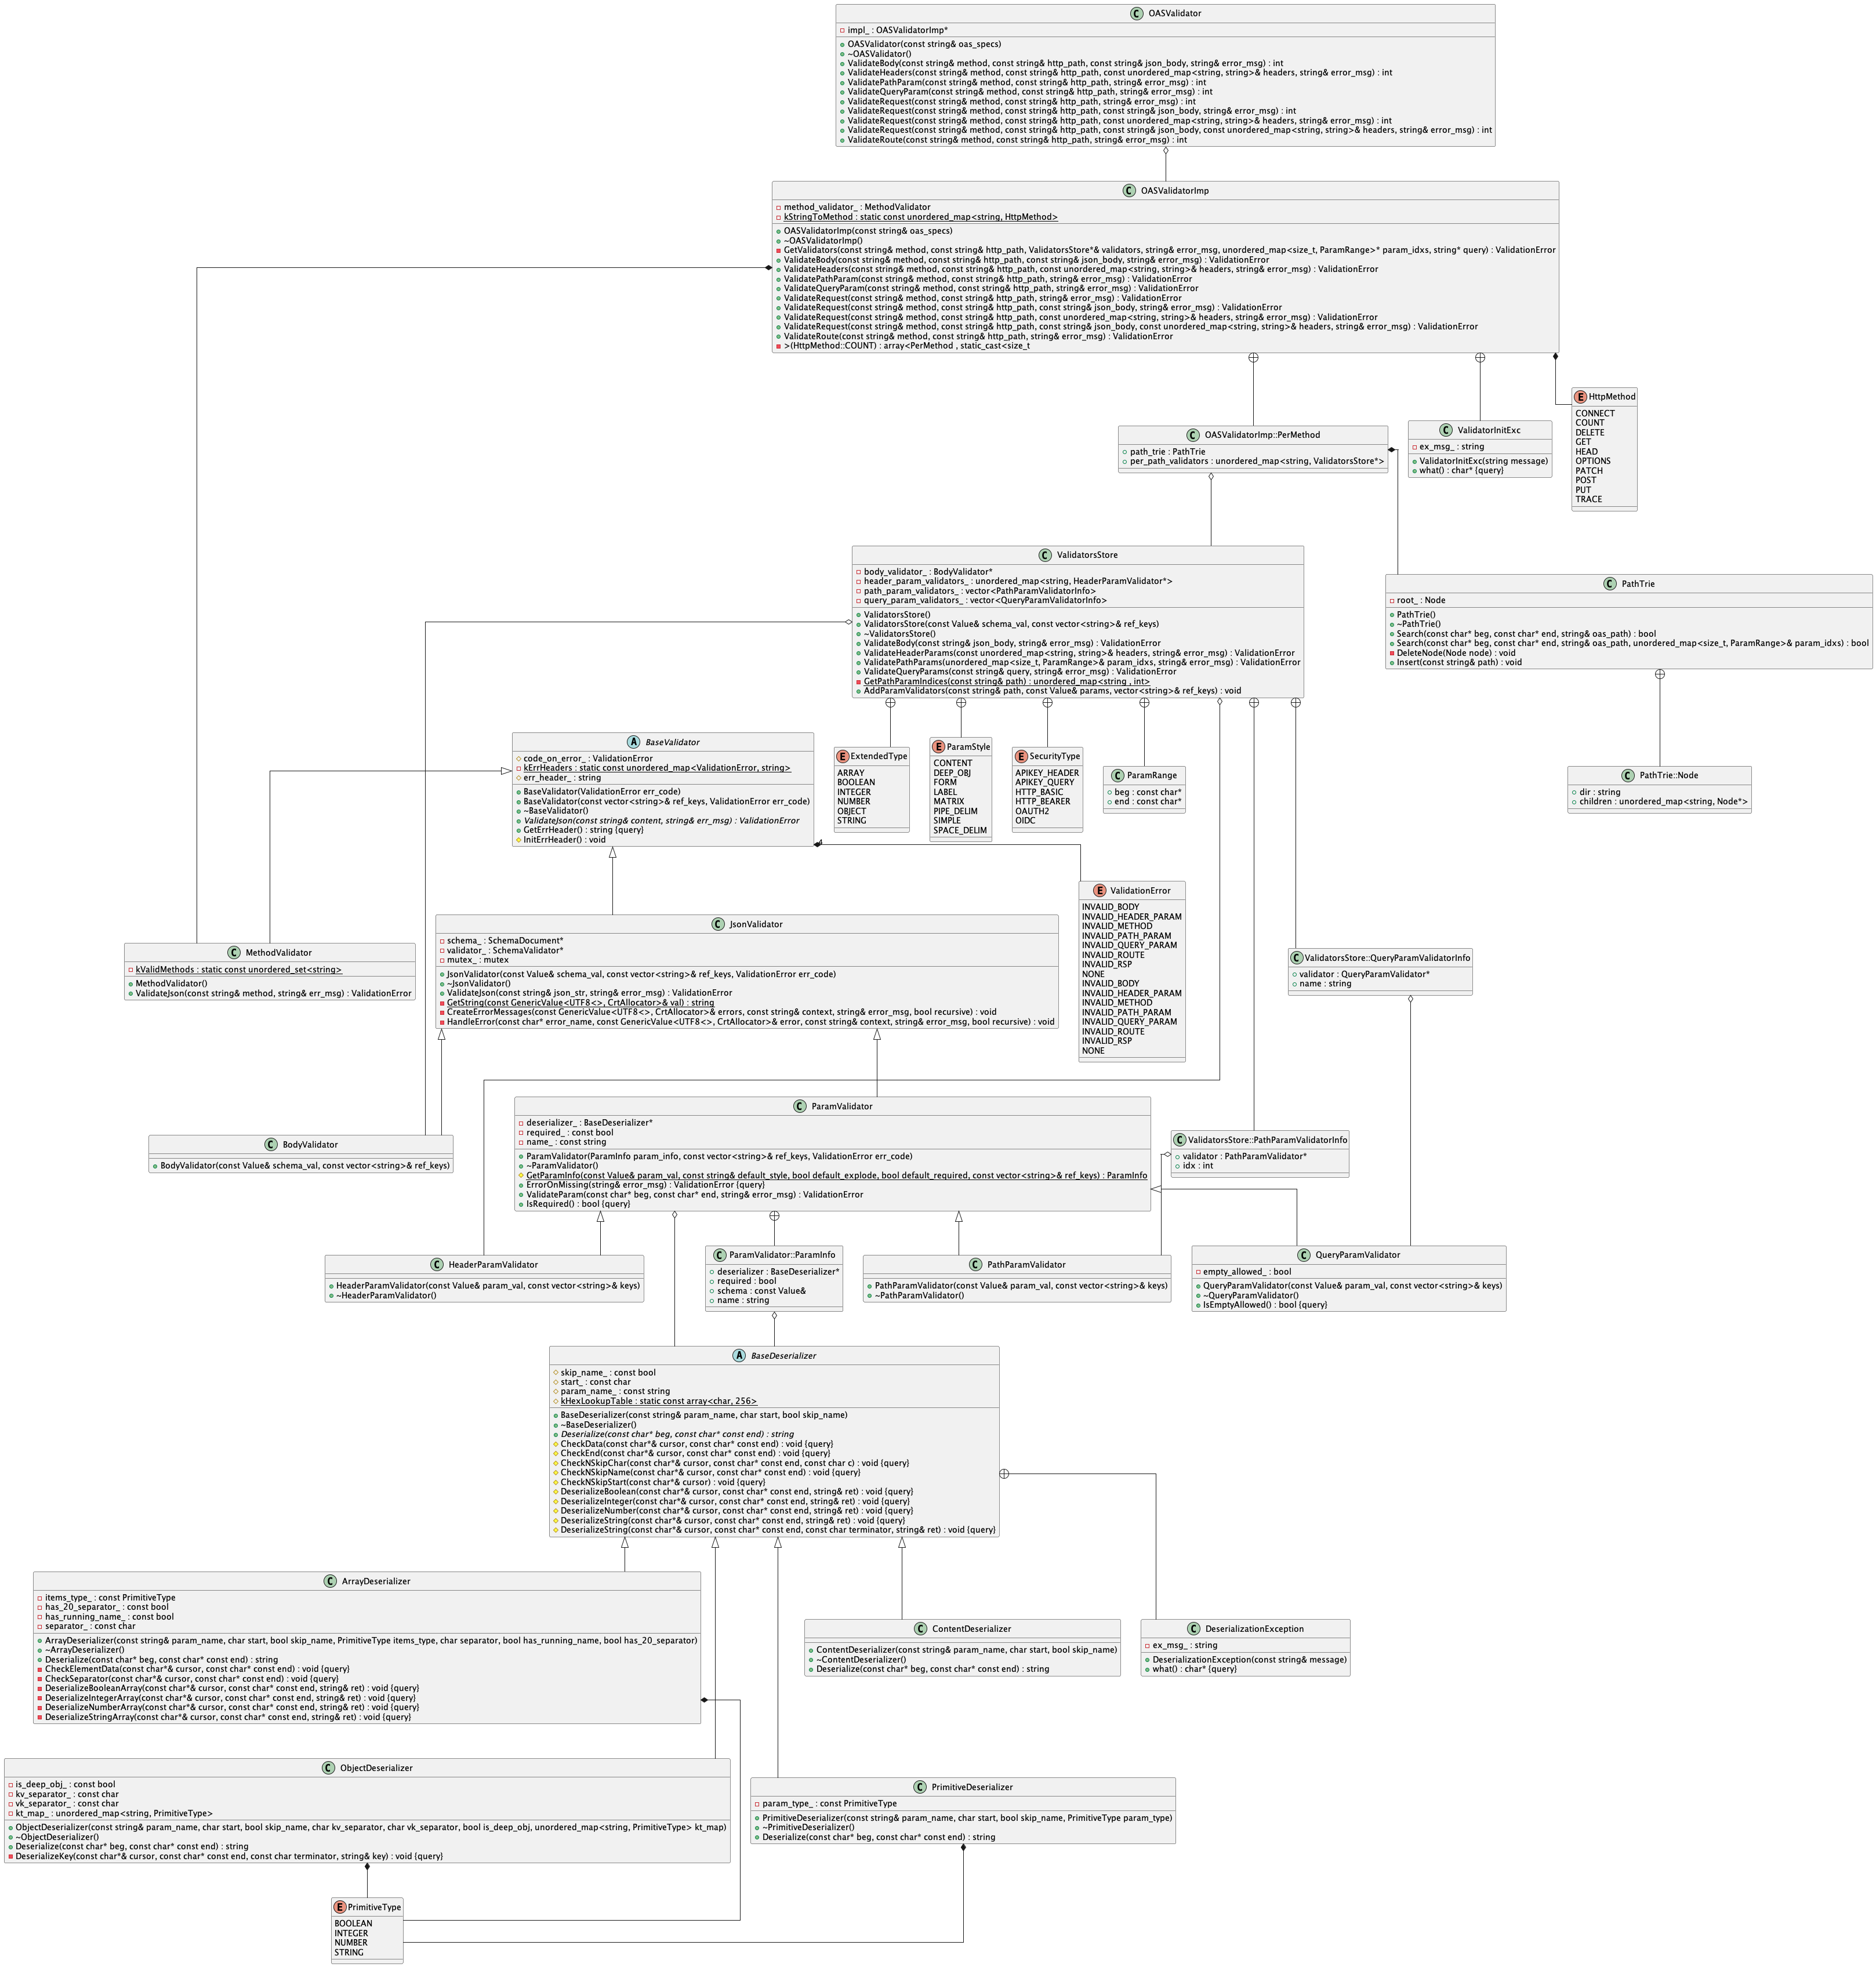 OASValidator
impl_ : OASValidatorImp*
OASValidator(const string& oas_specs)
~OASValidator()
ValidateBody(const string& method, const string& http_path, const string& json_body, string& error_msg) : int
ValidateHeaders(const string& method, const string& http_path, const unordered_map<string, string>& headers, string& error_msg) : int
ValidatePathParam(const string& method, const string& http_path, string& error_msg) : int
ValidateQueryParam(const string& method, const string& http_path, string& error_msg) : int
ValidateRequest(const string& method, const string& http_path, string& error_msg) : int
ValidateRequest(const string& method, const string& http_path, const string& json_body, string& error_msg) : int
ValidateRequest(const string& method, const string& http_path, const unordered_map<string, string>& headers, string& error_msg) : int
ValidateRequest(const string& method, const string& http_path, const string& json_body, const unordered_map<string, string>& headers, string& error_msg) : int
ValidateRoute(const string& method, const string& http_path, string& error_msg) : int
OASValidatorImp
method_validator_ : MethodValidator
kStringToMethod : static const unordered_map<string, HttpMethod>
OASValidatorImp(const string& oas_specs)
~OASValidatorImp()
GetValidators(const string& method, const string& http_path, ValidatorsStore*& validators, string& error_msg, unordered_map<size_t, ParamRange>* param_idxs, string* query) : ValidationError
ValidateBody(const string& method, const string& http_path, const string& json_body, string& error_msg) : ValidationError
ValidateHeaders(const string& method, const string& http_path, const unordered_map<string, string>& headers, string& error_msg) : ValidationError
ValidatePathParam(const string& method, const string& http_path, string& error_msg) : ValidationError
ValidateQueryParam(const string& method, const string& http_path, string& error_msg) : ValidationError
ValidateRequest(const string& method, const string& http_path, string& error_msg) : ValidationError
ValidateRequest(const string& method, const string& http_path, const string& json_body, string& error_msg) : ValidationError
ValidateRequest(const string& method, const string& http_path, const unordered_map<string, string>& headers, string& error_msg) : ValidationError
ValidateRequest(const string& method, const string& http_path, const string& json_body, const unordered_map<string, string>& headers, string& error_msg) : ValidationError
ValidateRoute(const string& method, const string& http_path, string& error_msg) : ValidationError
>(HttpMethod::COUNT) : array<PerMethod , static_cast<size_t
HttpMethod
CONNECT
COUNT
DELETE
GET
HEAD
OPTIONS
PATCH
POST
PUT
TRACE
OASValidatorImp::PerMethod
path_trie : PathTrie
per_path_validators : unordered_map<string, ValidatorsStore*>
ValidatorInitExc
ex_msg_ : string
ValidatorInitExc(string message)
what() : char* {query}
ValidatorsStore
body_validator_ : BodyValidator*
header_param_validators_ : unordered_map<string, HeaderParamValidator*>
path_param_validators_ : vector<PathParamValidatorInfo>
query_param_validators_ : vector<QueryParamValidatorInfo>
ValidatorsStore()
ValidatorsStore(const Value& schema_val, const vector<string>& ref_keys)
~ValidatorsStore()
ValidateBody(const string& json_body, string& error_msg) : ValidationError
ValidateHeaderParams(const unordered_map<string, string>& headers, string& error_msg) : ValidationError
ValidatePathParams(unordered_map<size_t, ParamRange>& param_idxs, string& error_msg) : ValidationError
ValidateQueryParams(const string& query, string& error_msg) : ValidationError
GetPathParamIndices(const string& path) : unordered_map<string , int>
AddParamValidators(const string& path, const Value& params, vector<string>& ref_keys) : void
PathTrie
root_ : Node
PathTrie()
~PathTrie()
Search(const char* beg, const char* end, string& oas_path) : bool
Search(const char* beg, const char* end, string& oas_path, unordered_map<size_t, ParamRange>& param_idxs) : bool
DeleteNode(Node node) : void
Insert(const string& path) : void
BaseValidator
code_on_error_ : ValidationError
kErrHeaders : static const unordered_map<ValidationError, string>
err_header_ : string
BaseValidator(ValidationError err_code)
BaseValidator(const vector<string>& ref_keys, ValidationError err_code)
~BaseValidator()
ValidateJson(const string& content, string& err_msg) : ValidationError
GetErrHeader() : string {query}
InitErrHeader() : void
ExtendedType
ARRAY
BOOLEAN
INTEGER
NUMBER
OBJECT
STRING
ParamStyle
CONTENT
DEEP_OBJ
FORM
LABEL
MATRIX
PIPE_DELIM
SIMPLE
SPACE_DELIM
SecurityType
APIKEY_HEADER
APIKEY_QUERY
HTTP_BASIC
HTTP_BEARER
OAUTH2
OIDC
ParamRange
beg : const char*
end : const char*
PathTrie::Node
dir : string
children : unordered_map<string, Node*>
ValidationError
INVALID_BODY
INVALID_HEADER_PARAM
INVALID_METHOD
INVALID_PATH_PARAM
INVALID_QUERY_PARAM
INVALID_ROUTE
INVALID_RSP
NONE
INVALID_BODY
INVALID_HEADER_PARAM
INVALID_METHOD
INVALID_PATH_PARAM
INVALID_QUERY_PARAM
INVALID_ROUTE
INVALID_RSP
NONE
MethodValidator
kValidMethods : static const unordered_set<string>
MethodValidator()
ValidateJson(const string& method, string& err_msg) : ValidationError
JsonValidator
schema_ : SchemaDocument*
validator_ : SchemaValidator*
mutex_ : mutex
JsonValidator(const Value& schema_val, const vector<string>& ref_keys, ValidationError err_code)
~JsonValidator()
ValidateJson(const string& json_str, string& error_msg) : ValidationError
GetString(const GenericValue<UTF8<>, CrtAllocator>& val) : string
CreateErrorMessages(const GenericValue<UTF8<>, CrtAllocator>& errors, const string& context, string& error_msg, bool recursive) : void
HandleError(const char* error_name, const GenericValue<UTF8<>, CrtAllocator>& error, const string& context, string& error_msg, bool recursive) : void
ValidatorsStore::QueryParamValidatorInfo
validator : QueryParamValidator*
name : string
BodyValidator
BodyValidator(const Value& schema_val, const vector<string>& ref_keys)
ParamValidator
deserializer_ : BaseDeserializer*
required_ : const bool
name_ : const string
ParamValidator(ParamInfo param_info, const vector<string>& ref_keys, ValidationError err_code)
~ParamValidator()
GetParamInfo(const Value& param_val, const string& default_style, bool default_explode, bool default_required, const vector<string>& ref_keys) : ParamInfo
ErrorOnMissing(string& error_msg) : ValidationError {query}
ValidateParam(const char* beg, const char* end, string& error_msg) : ValidationError
IsRequired() : bool {query}
ValidatorsStore::PathParamValidatorInfo
validator : PathParamValidator*
idx : int
HeaderParamValidator
HeaderParamValidator(const Value& param_val, const vector<string>& keys)
~HeaderParamValidator()
ParamValidator::ParamInfo
deserializer : BaseDeserializer*
required : bool
schema : const Value&
name : string
PathParamValidator
PathParamValidator(const Value& param_val, const vector<string>& keys)
~PathParamValidator()
QueryParamValidator
empty_allowed_ : bool
QueryParamValidator(const Value& param_val, const vector<string>& keys)
~QueryParamValidator()
IsEmptyAllowed() : bool {query}
BaseDeserializer
skip_name_ : const bool
start_ : const char
param_name_ : const string
kHexLookupTable : static const array<char, 256>
BaseDeserializer(const string& param_name, char start, bool skip_name)
~BaseDeserializer()
Deserialize(const char* beg, const char* const end) : string
CheckData(const char*& cursor, const char* const end) : void {query}
CheckEnd(const char*& cursor, const char* const end) : void {query}
CheckNSkipChar(const char*& cursor, const char* const end, const char c) : void {query}
CheckNSkipName(const char*& cursor, const char* const end) : void {query}
CheckNSkipStart(const char*& cursor) : void {query}
DeserializeBoolean(const char*& cursor, const char* const end, string& ret) : void {query}
DeserializeInteger(const char*& cursor, const char* const end, string& ret) : void {query}
DeserializeNumber(const char*& cursor, const char* const end, string& ret) : void {query}
DeserializeString(const char*& cursor, const char* const end, string& ret) : void {query}
DeserializeString(const char*& cursor, const char* const end, const char terminator, string& ret) : void {query}
ArrayDeserializer
items_type_ : const PrimitiveType
has_20_separator_ : const bool
has_running_name_ : const bool
separator_ : const char
ArrayDeserializer(const string& param_name, char start, bool skip_name, PrimitiveType items_type, char separator, bool has_running_name, bool has_20_separator)
~ArrayDeserializer()
Deserialize(const char* beg, const char* const end) : string
CheckElementData(const char*& cursor, const char* const end) : void {query}
CheckSeparator(const char*& cursor, const char* const end) : void {query}
DeserializeBooleanArray(const char*& cursor, const char* const end, string& ret) : void {query}
DeserializeIntegerArray(const char*& cursor, const char* const end, string& ret) : void {query}
DeserializeNumberArray(const char*& cursor, const char* const end, string& ret) : void {query}
DeserializeStringArray(const char*& cursor, const char* const end, string& ret) : void {query}
ContentDeserializer
ContentDeserializer(const string& param_name, char start, bool skip_name)
~ContentDeserializer()
Deserialize(const char* beg, const char* const end) : string
DeserializationException
ex_msg_ : string
DeserializationException(const string& message)
what() : char* {query}
ObjectDeserializer
is_deep_obj_ : const bool
kv_separator_ : const char
vk_separator_ : const char
kt_map_ : unordered_map<string, PrimitiveType>
ObjectDeserializer(const string& param_name, char start, bool skip_name, char kv_separator, char vk_separator, bool is_deep_obj, unordered_map<string, PrimitiveType> kt_map)
~ObjectDeserializer()
Deserialize(const char* beg, const char* const end) : string
DeserializeKey(const char*& cursor, const char* const end, const char terminator, string& key) : void {query}
PrimitiveDeserializer
param_type_ : const PrimitiveType
PrimitiveDeserializer(const string& param_name, char start, bool skip_name, PrimitiveType param_type)
~PrimitiveDeserializer()
Deserialize(const char* beg, const char* const end) : string
PrimitiveType
BOOLEAN
INTEGER
NUMBER
STRING